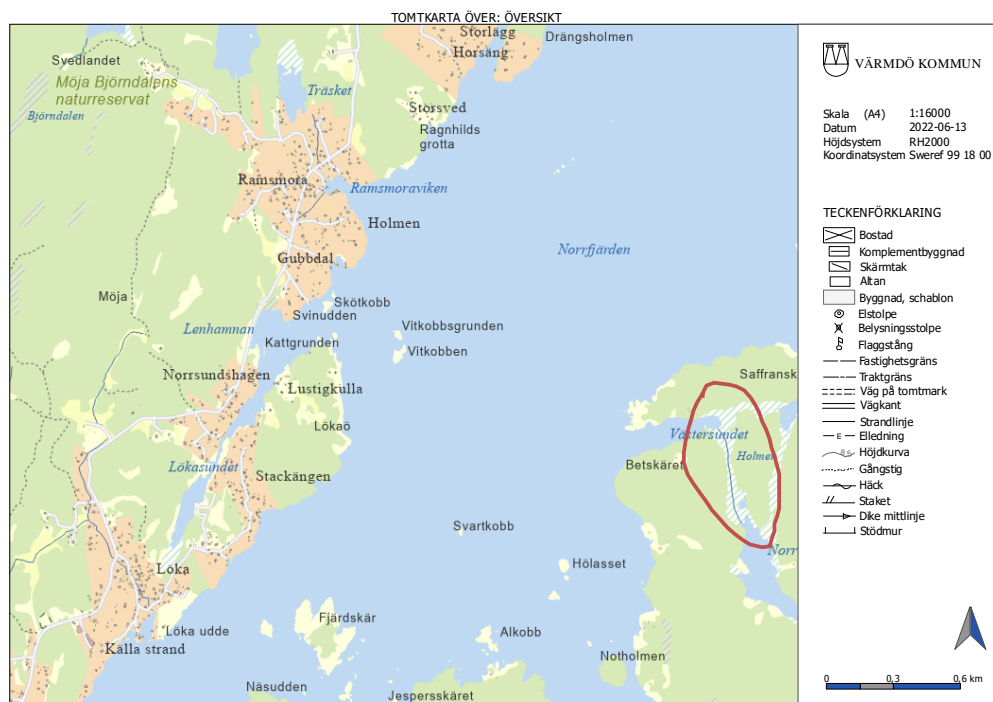 TOMTKARTA ÖVER: ÖVERSIKT
Storlägg
Drängsholmen
Horsång
Svedlandet
Möja Björndalens
naturreservat
Björndalen
Träsket
Storsved
Ragnhilds
grotta
Ramsmora
Ramsmoraviken
Holmen
Norrfjärden
Gubbdal
Möja
Skötkobb
Svinudden
Lenhamnan
Vitkobbsgrunden
Kattgrunden
Vitkobben
Norrsundshagen
Lustigkulla
Saffransk
Lökaö
Västersundet
Holmen
Betskäret
Lökasundet
Stackängen
Svartkobb
Norr
Hölasset
Löka
Fjärdskär
Löka udde
Alkobb
Källa strand
Notholmen
Näsudden
Jespersskäret
VÄRMDÖ KOMMUN
Skala (A4) 1:16000
Datum 2022-06-13
Höjdsystem RH2000
Koordinatsystem Sweref 99 18 00
TECKENFÖRKLARING
Bostad
Komplementbyggnad
Skärmtak
Altan
Byggnad, schablon
Elstolpe
Belysningsstolpe
Flaggstång
Fastighetsgräns
Traktgräns
Väg på tomtmark
Vägkant
Strandlinje
E Elledning
Höjdkurva
Gångstig
Häck
Staket
Dike mittlinje
Stödmur
0 0,3 0,6 km